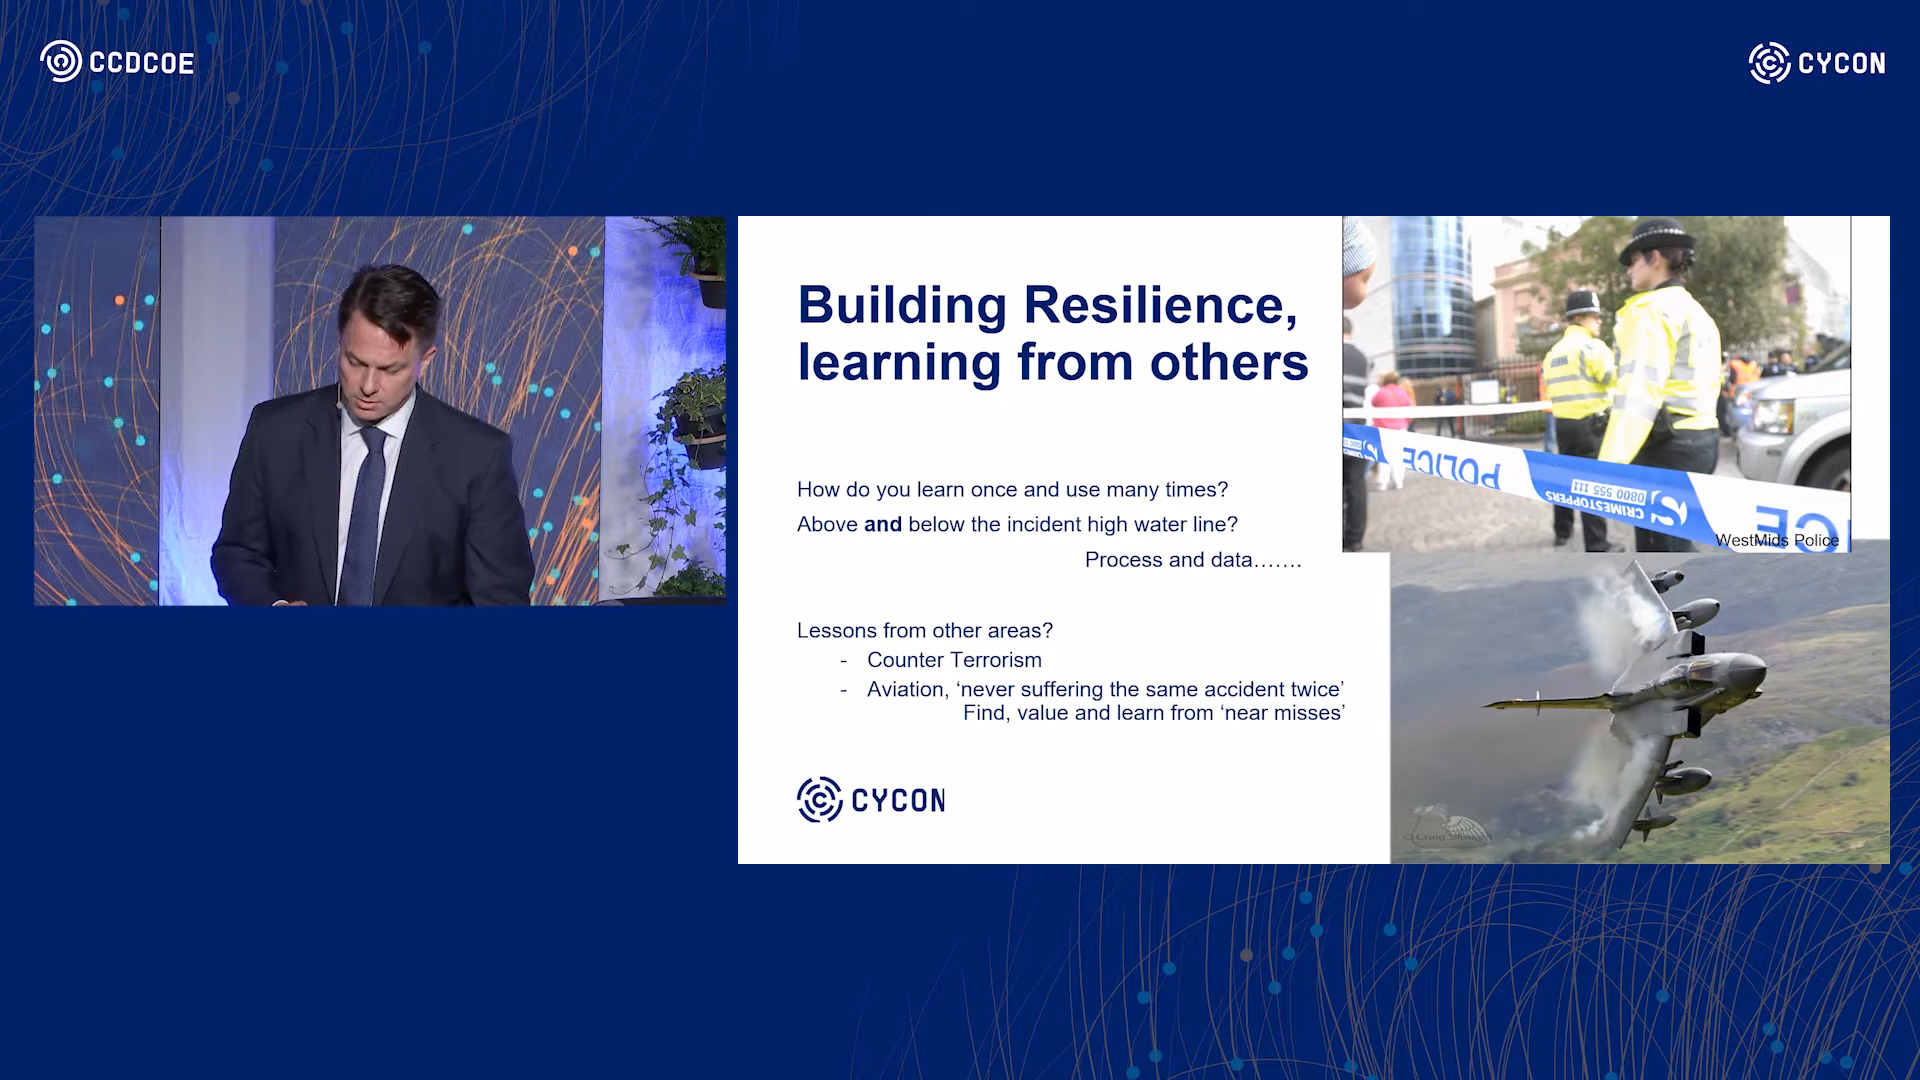 CCDCOE
CYCON
Building Resilience,
learning from others
How do you learn once and use many times?
Above and below the incident high water line?
Process and data…….
Lessons from other areas?
- Counter Terrorism
- Aviation, ‘never suffering the same accident twice’
Find, value and learn from ‘near misses’
CYCON
POLICE
CRIMESTOPPERS
0800 555 111
CE
WestMids Police